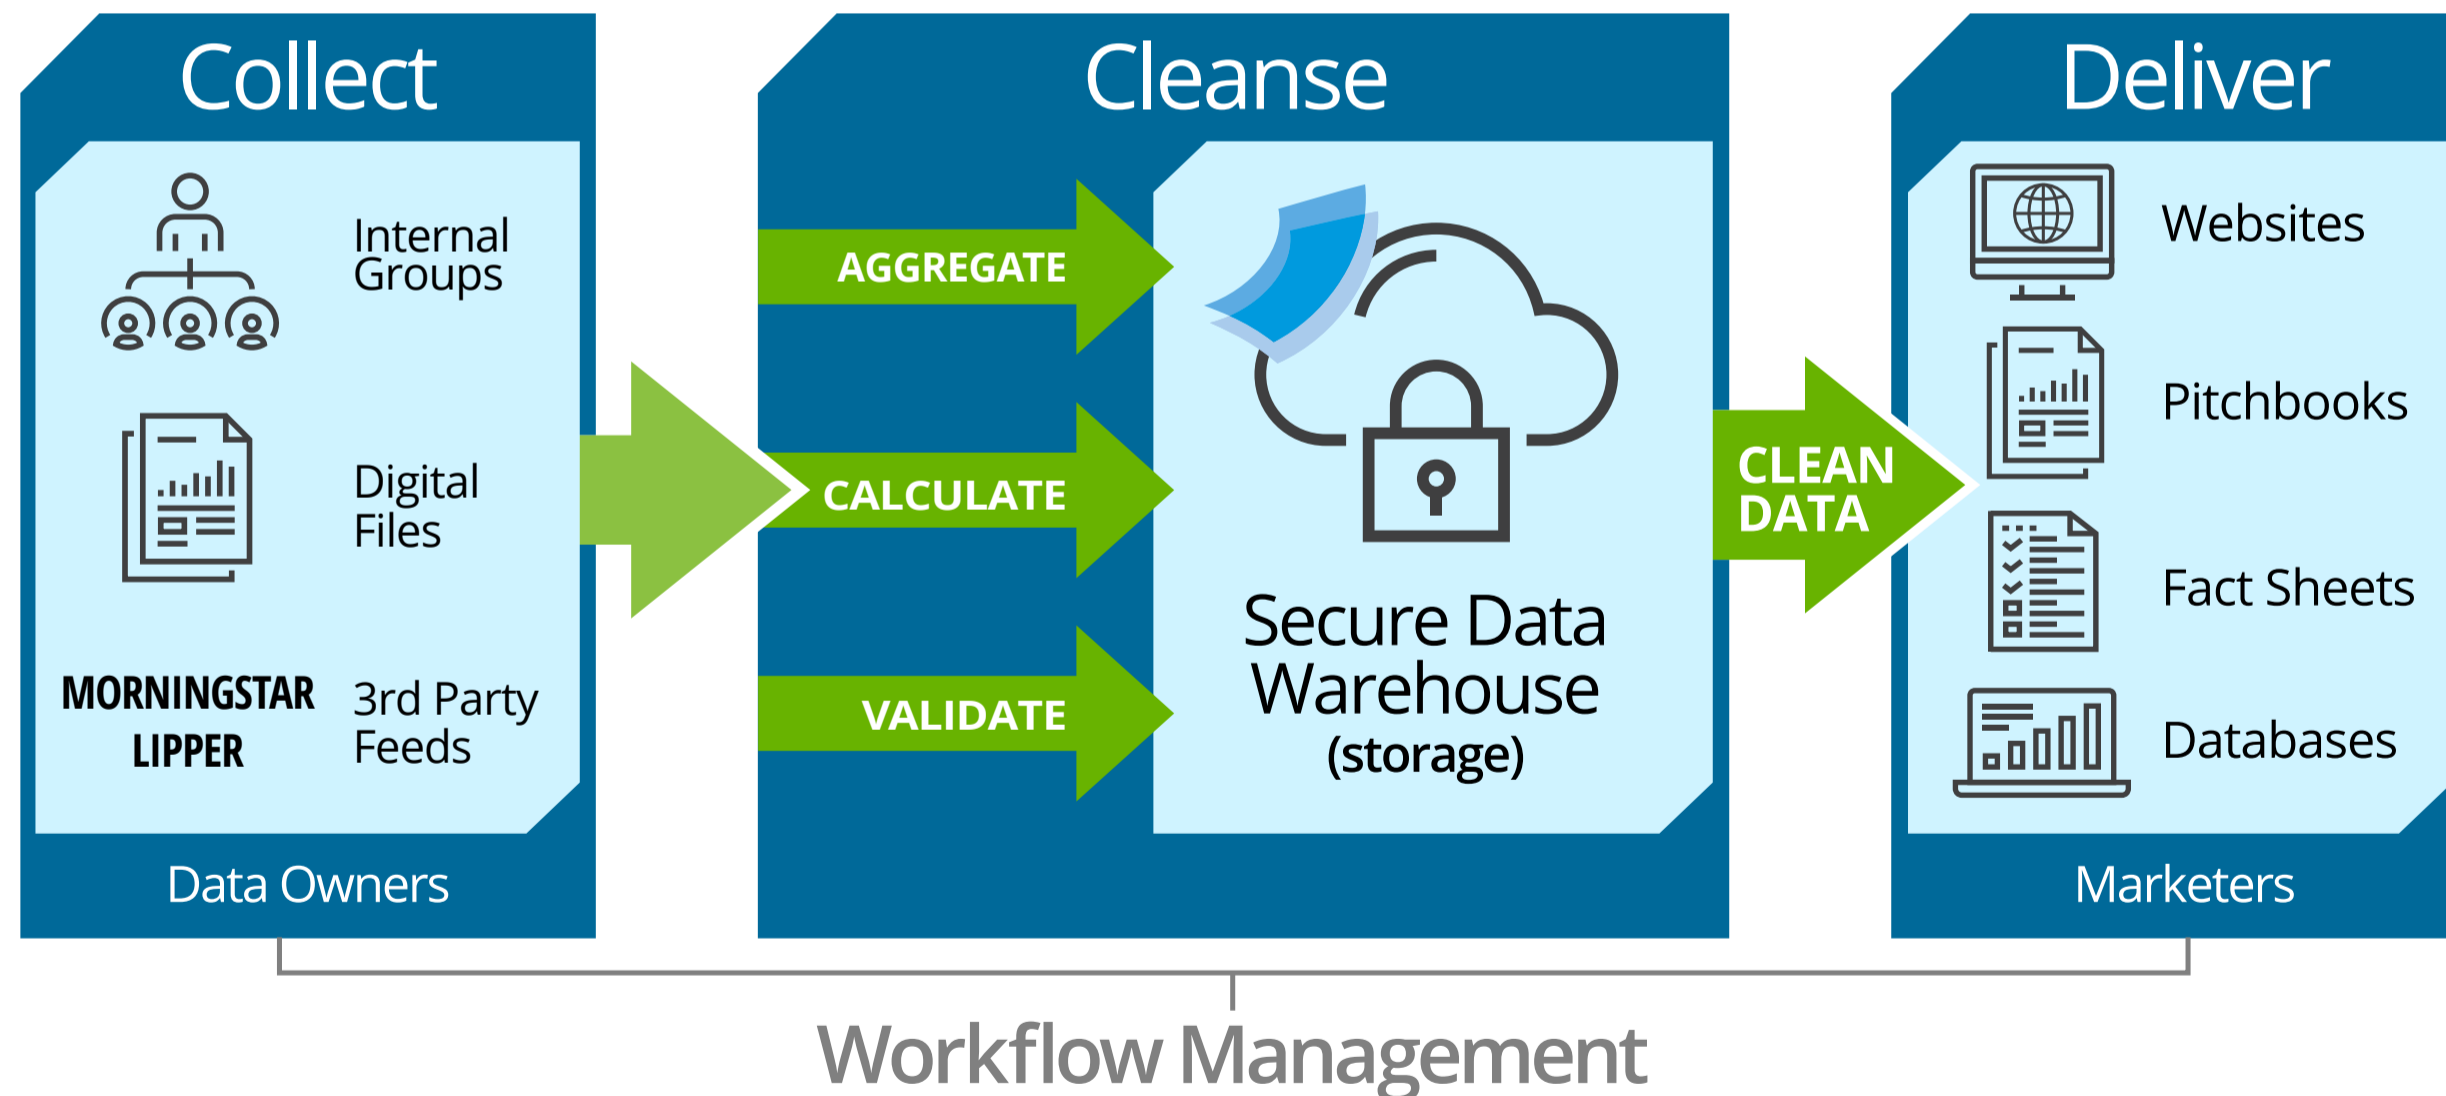 Collect
Internal
Groups
Digital
Files
MORNINGSTAR
LIPPER
3rd Party
Feeds
Data Owners
Cleanse
AGGREGATE
CALCULATE
VALIDATE
Secure Data
Warehouse
(storage)
CLEAN
DATA
Deliver
Websites
Pitchbooks
Fact Sheets
Databases
Marketers
Workflow Management